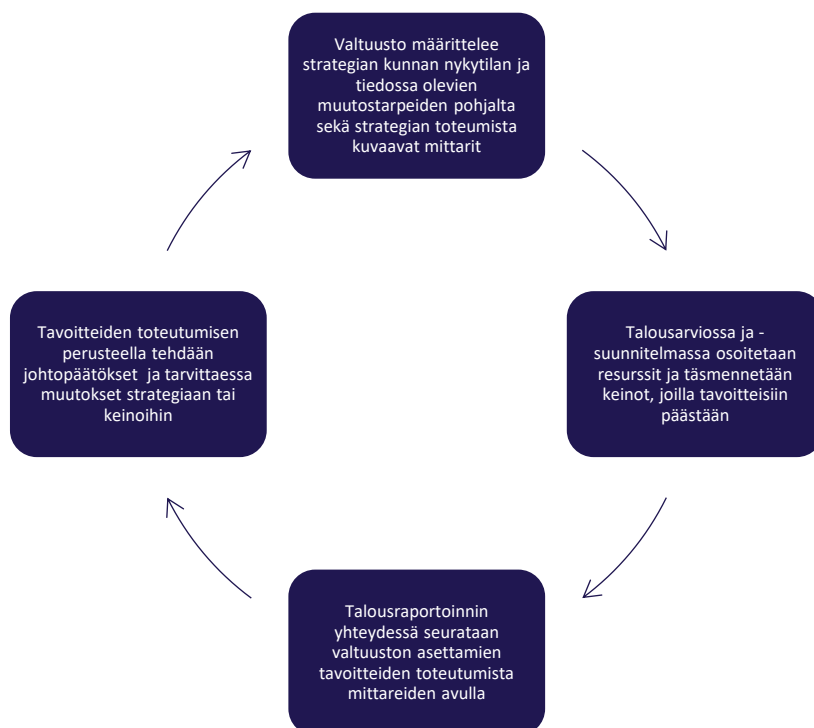 Valtuusto määrittelee
strategian kunnan nykytilan ja
tiedossa olevien
muutostarpeiden pohjalta
sekä strategian toteumista
kuvaavat mittarit
Talousarviossa ja -
suunnitelmassa osoitetaan
resurssit ja täsmennetään
keinot, joilla tavoitteisiin
päästään
Talousraportoinnin
yhteydessä seurataan
valtuuston asettamien
tavoitteiden toteutumista
mittareiden avulla
Tavoitteiden toteutumisen
perusteella tehdään
johtopäätökset ja tarvittaessa
muutokset strategiaan tai
keinoihin